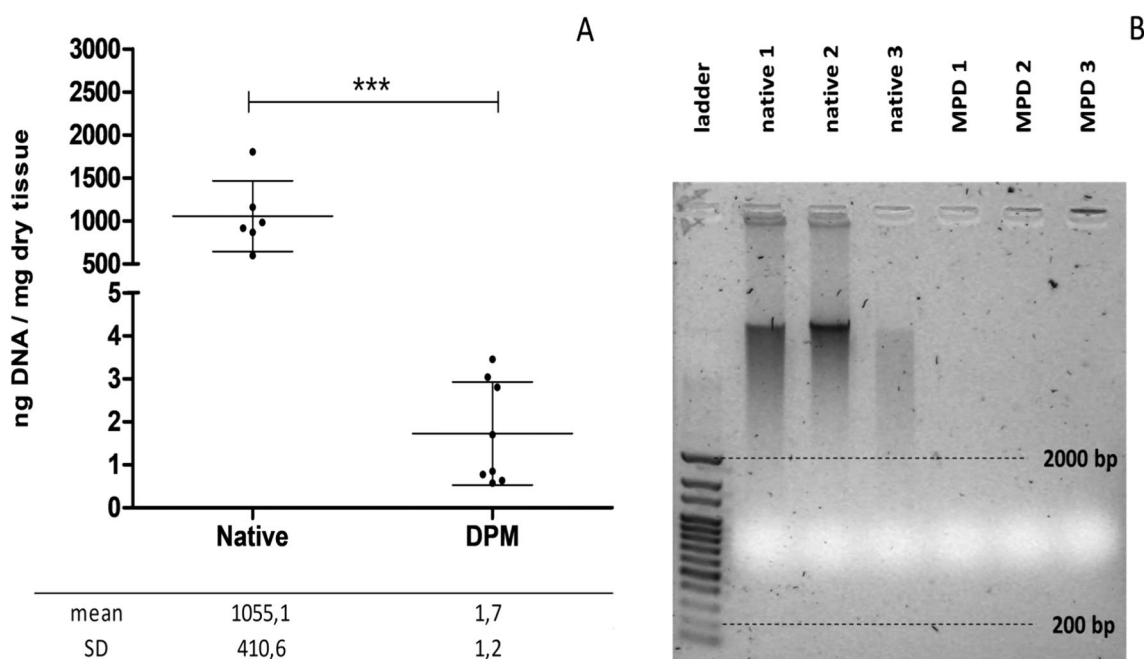 A
ng DNA / mg dry tissue
3000
2500
2000
1500
1000
500
5
4
3
2
1
0
***
Native DPM
mean 1055,1 1,7
SD 410,6 1,2
B
ladder
native 1
native 2
native 3
MPD 1
MPD 2
MPD 3
2000 bp
200 bp